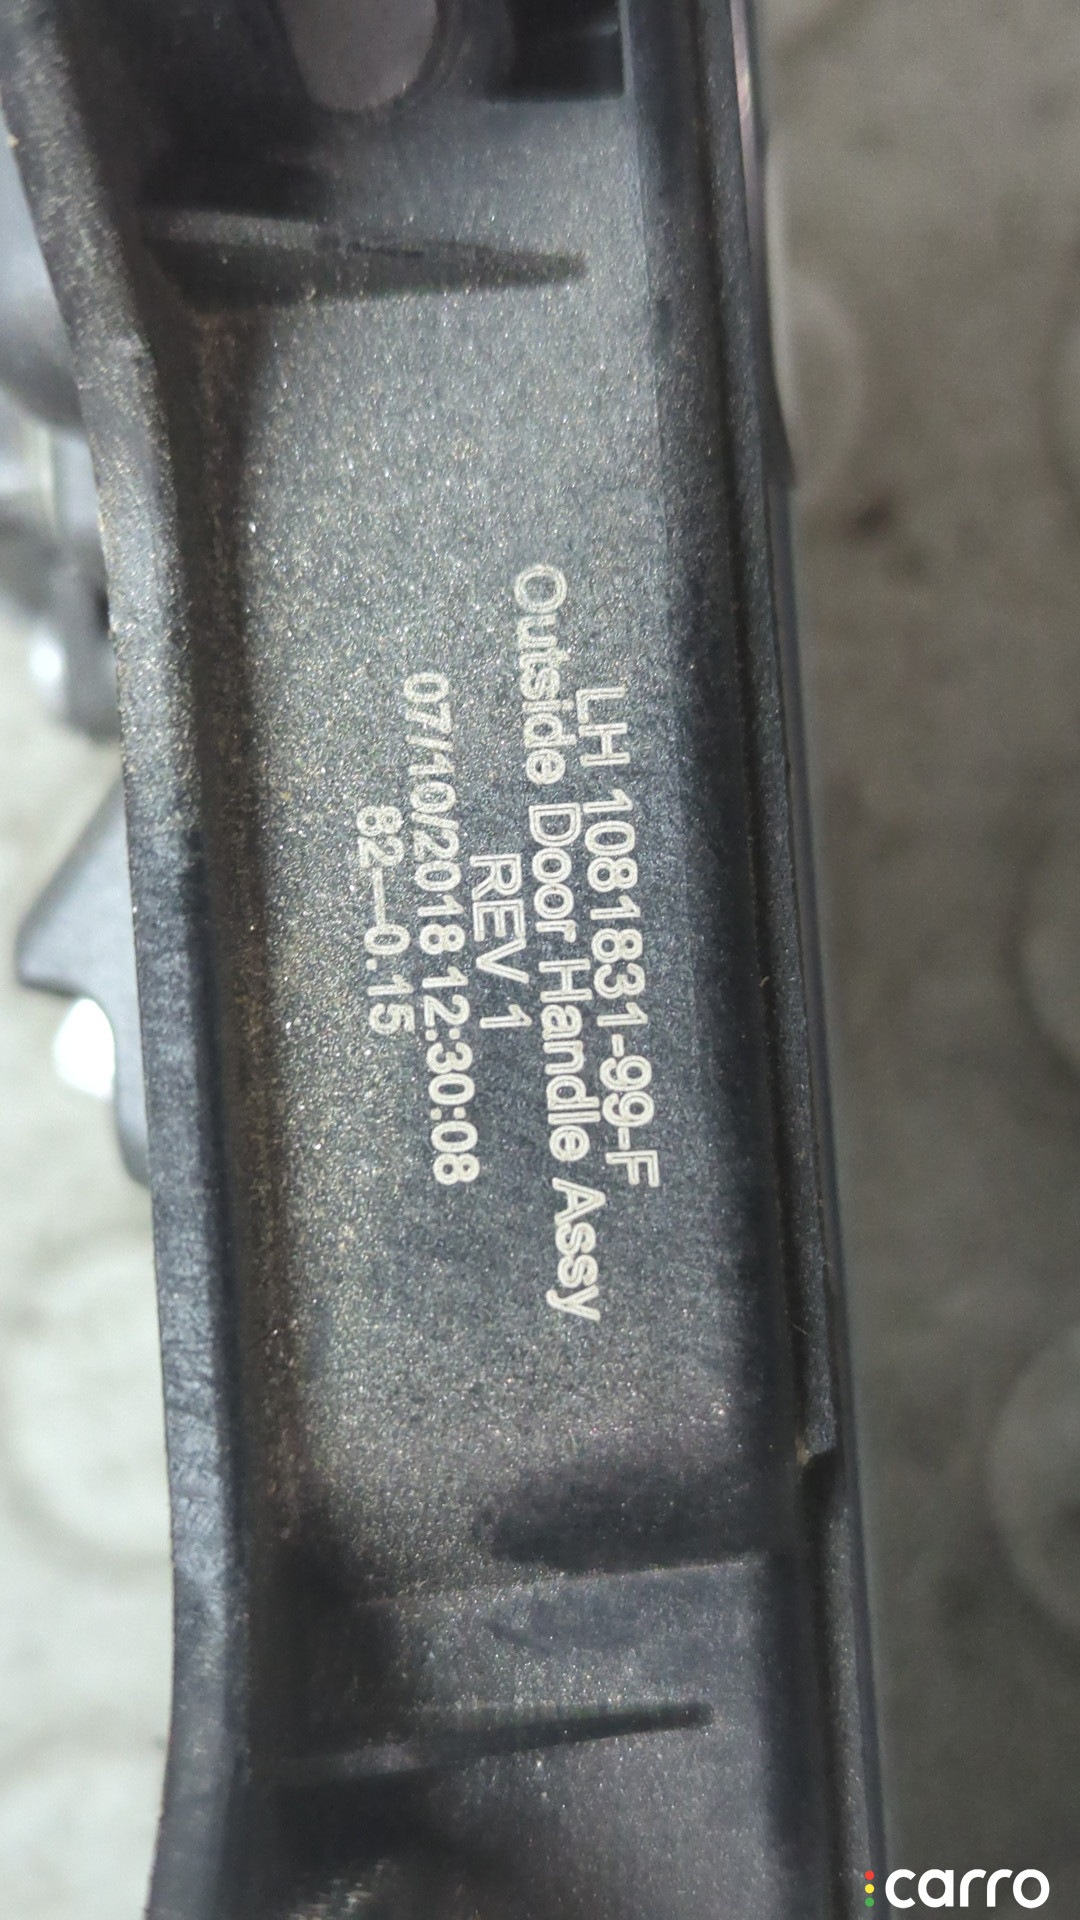 LH 1081831-99-F
Outside Door Handle Assy
REV 1
07/10/2018 12:30:08
82—0.15
carro